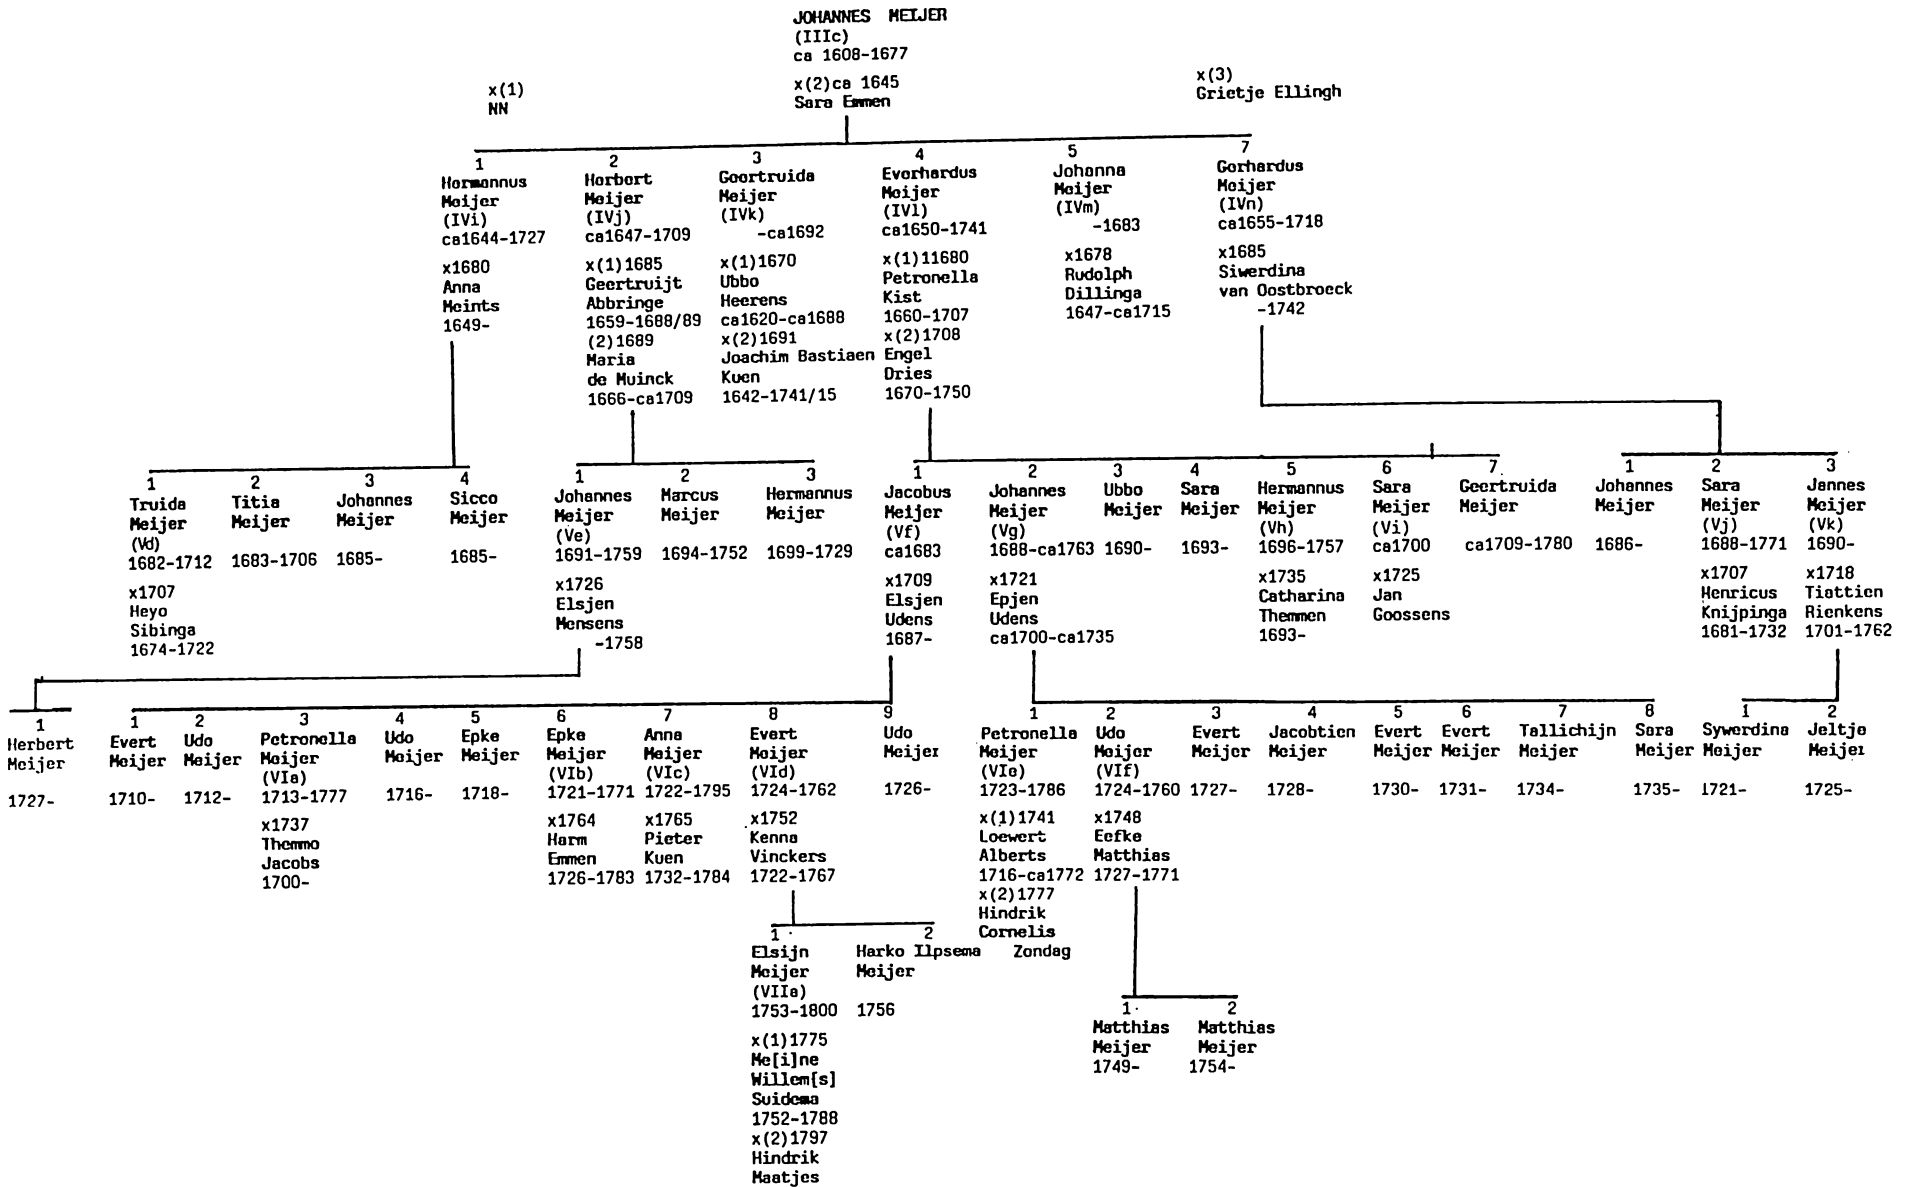 JOHANNES MEIJER
(IIIc)
ca 1608-1677
x(1)
NN
x(2)ca 1645
Sara Emmen
x(3)
Grietje Ellingh
1
Hermannus
Meijer
(IVi)
ca1644-1727
x1680
Anna
Meints
1649-
2
Herbert
Meijer
(IVj)
ca1647-1709
x(1)1685
Geertruijt
Abbringe
1659-1688/89
(2)1689
Maria
de Muinck
1666-ca1709
3
Geertruida
Meijer
(IVk)
-ca1692
x(1)1670
Ubbo
Heerens
ca1620-ca1688
x(2)1691
Joachim Bastiaen
Kuen
1642-1741/15
4
Everhardus
Meijer
(IVl)
ca1650-1741
x(1)11680
Petronella
Kist
1660-1707
x(2)1708
Engel
Dries
1670-1750
5
Johanna
Meijer
(IVm)
-1683
x1678
Rudolph
Dillinga
1647-ca1715
7
Gerhardus
Meijer
(IVn)
ca1655-1718
x1685
Siwerdina
van Oostbroeck
-1742
1
Truida
Meijer
(Vd)
1682-1712
x1707
Heyo
Sibinga
1674-1722
2
Titia
Meijer
1683-1706
3
Johannes
Meijer
1685-
4
Sicco
Meijer
1685-
1
Johannes
Meijer
(Ve)
1691-1759
x1726
Elsjen
Mensens
-1758
2
Marcus
Meijer
1694-1752
3
Hermannus
Meijer
1699-1729
1
Jacobus
Meijer
(Vf)
ca1683
x1709
Elsjen
Udens
1687-
2
Johannes
Meijer
(Vg)
1688-ca1763
x1721
Epjen
Udens
ca1700-ca1735
3
Ubbo
Meijer
1690-
4
Sara
Meijer
1693-
5
Hermannus
Meijer
(Vh)
1696-1757
x1735
Catharina
Themmen
1693-
6
Sara
Meijer
(Vi)
ca1700
x1725
Jan
Goossens
7
Geertruida
Meijer
ca1709-1780
1
Johannes
Meijer
1686-
2
Sara
Meijer
(Vj)
1688-1771
x1707
Henricus
Knijpinga
1681-1732
3
Jannes
Meijer
(Vk)
1690-
x1718
Tiattien
Rienkens
1701-1762
1
Herbert
Meijer
1727-
1
Evert
Meijer
1710-
2
Udo
Meijer
1712-
3
Petronella
Meijer
(VIa)
1713-1777
x1737
Themmo
Jacobs
1700-
4
Udo
Meijer
1716-
5
Epke
Meijer
1718-
6
Epke
Meijer
(VIb)
1721-1771
x1764
Harm
Emmen
1726-1783
7
Anna
Meijer
(VIc)
1722-1795
x1765
Pieter
Kuen
1732-1784
8
Evert
Meijer
(VId)
1724-1762
x1752
Kenna
Vinckers
1722-1767
9
Udo
Meijer
1726-
1
Petronella
Meijer
(VIe)
1723-1786
x(1)1741
Loewert
Alberts
1716-ca1772
x(2)1777
Hindrik
Cornelis
Zondag
2
Udo
Meijer
(VIf)
1724-1760
x1748
Eefke
Matthias
1727-1771
3
Evert
Meijer
1727-
4
Jacobtien
Meijer
1728-
5
Evert
Meijer
1730-
6
Evert
Meijer
1731-
7
Tallichijn
Meijer
1734-
8
Sara
Meijer
1735-
1
Sywerdina
Meijer
1721-
2
Jeltje
Meijer
1725-
1
Elsijn
Meijer
(VIIa)
1753-1800
x(1)1775
Me[i]ne
Willem[s]
Suidema
1752-1788
x(2)1797
Hindrik
Maatjes
2
Harko Ilpsema
Meijer
1756
1
Matthias
Meijer
1749-
2
Matthias
Meijer
1754-